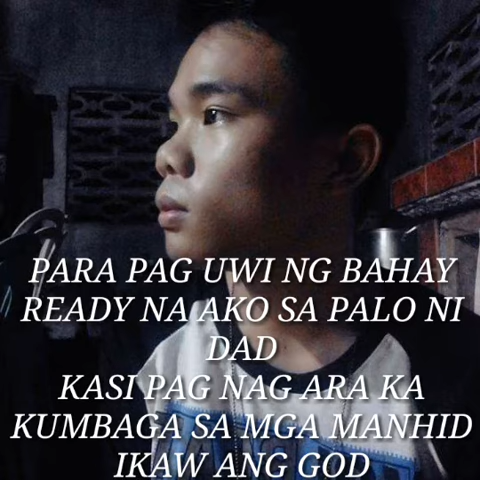 PARA PAG UWI NG BAHAY
READY NA AKO SA PALO NI
DAD
KASI PAG NAG ARA KA
KUMBAGA SA MGA MANHID
IKAW ANG GOD